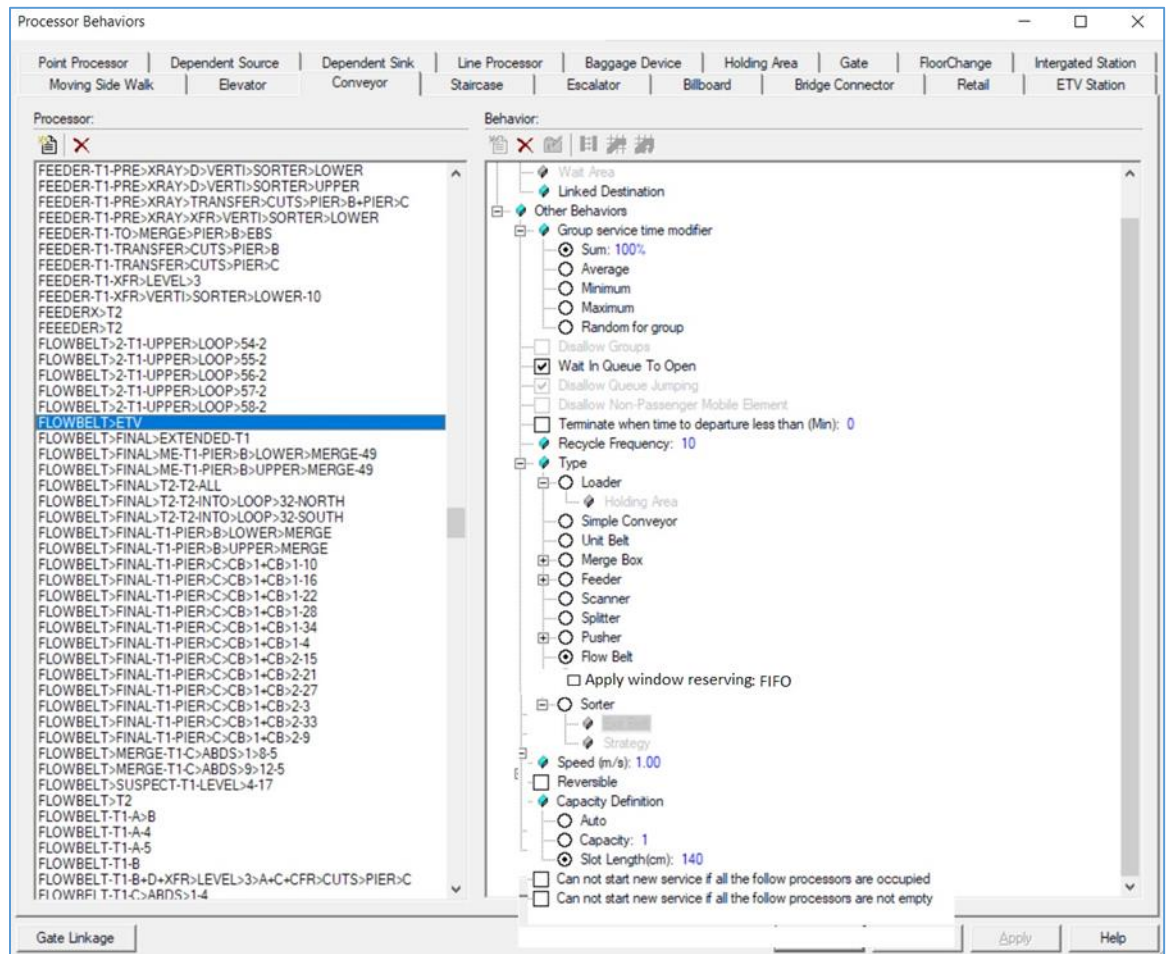 Processor Behaviors
Point Processor Dependent Source Dependent Sink Line Processor Baggage Device Holding Area Gate FloorChange Intergated Station
Moving Side Walk Elevator Conveyor Staircase Escalator Billboard Bridge Connector Retail ETV Station
Processor:
FEEDER-T1-PRE>XRAY>D>VERTI>SORTER>LOWER
FEEDER-T1-PRE>XRAY>D>VERTI>SORTER>UPPER
FEEDER-T1-PRE>XRAY>TRANSFER>CUTS>PIER>B+PIER>C
FEEDER-T1-PRE>XRAY>XFR>VERTI>SORTER>LOWER
FEEDER-T1-TO>MERGE>PIER>B>EBS
FEEDER-T1-TRANSFER>CUTS>PIER>B
FEEDER-T1-TRANSFER>CUTS>PIER>C
FEEDER-T1-XFR>LEVEL>3
FEEDER-T1-XFR>VERTI>SORTER>LOWER-10
FEEDERX>T2
FEEEDER>T2
FLOWBELT>2-T1-UPPER>LOOP>54-2
FLOWBELT>2-T1-UPPER>LOOP>55-2
FLOWBELT>2-T1-UPPER>LOOP>56-2
FLOWBELT>2-T1-UPPER>LOOP>57-2
FLOWBELT>2-T1-UPPER>LOOP>58-2
FLOWBELT>ETV
FLOWBELT>FINAL>EXTENDED-T1
FLOWBELT>FINAL>ME-T1-PIER>B>LOWER>MERGE-49
FLOWBELT>FINAL>ME-T1-PIER>B>UPPER>MERGE-49
FLOWBELT>FINAL>T2-T2-ALL
FLOWBELT>FINAL>T2-T2-INTO>LOOP>32-NORTH
FLOWBELT>FINAL>T2-T2-INTO>LOOP>32-SOUTH
FLOWBELT>FINAL-T1-PIER>B>LOWER>MERGE
FLOWBELT>FINAL-T1-PIER>B>UPPER>MERGE
FLOWBELT>FINAL-T1-PIER>C>CB>1+CB>1-10
FLOWBELT>FINAL-T1-PIER>C>CB>1+CB>1-16
FLOWBELT>FINAL-T1-PIER>C>CB>1+CB>1-22
FLOWBELT>FINAL-T1-PIER>C>CB>1+CB>1-28
FLOWBELT>FINAL-T1-PIER>C>CB>1+CB>1-34
FLOWBELT>FINAL-T1-PIER>C>CB>1+CB>1-4
FLOWBELT>FINAL-T1-PIER>C>CB>1+CB>2-15
FLOWBELT>FINAL-T1-PIER>C>CB>1+CB>2-21
FLOWBELT>FINAL-T1-PIER>C>CB>1+CB>2-27
FLOWBELT>FINAL-T1-PIER>C>CB>1+CB>2-3
FLOWBELT>FINAL-T1-PIER>C>CB>1+CB>2-33
FLOWBELT>FINAL-T1-PIER>C>CB>1+CB>2-9
FLOWBELT>MERGE-T1-C>ABDS>1>8-5
FLOWBELT>MERGE-T1-C>ABDS>9>12-5
FLOWBELT>SUSPECT-T1-LEVEL>4-17
FLOWBELT>T2
FLOWBELT-T1-A>B
FLOWBELT-T1-A-4
FLOWBELT-T1-A-5
FLOWBELT-T1-B
FLOWBELT-T1-B+D+XFR>LEVEL>3>A+C+CFR>CUTS>PIER>C
FLOWBELT-T1-C>ABDS>1-4
Behavior:
Wait Area
Linked Destination
Other Behaviors
Group service time modifier
Sum: 100%
Average
Minimum
Maximum
Random for group
Disallow Groups
Wait In Queue To Open
Disallow Queue Jumping
Disallow Non-Passenger Mobile Element
Terminate when time to departure less than (Min): 0
Recycle Frequency: 10
Type
Loader
Holding Area
Simple Conveyor
Unit Belt
Merge Box
Feeder
Scanner
Splitter
Pusher
Flow Belt
Apply window reserving: FIFO
Sorter
Strategy
Speed (m/s): 1.00
Reversible
Capacity Definition
Auto
Capacity: 1
Slot Length(cm): 140
Can not start new service if all the follow processors are occupied
Can not start new service if all the follow processors are not empty
Gate Linkage Apply Help